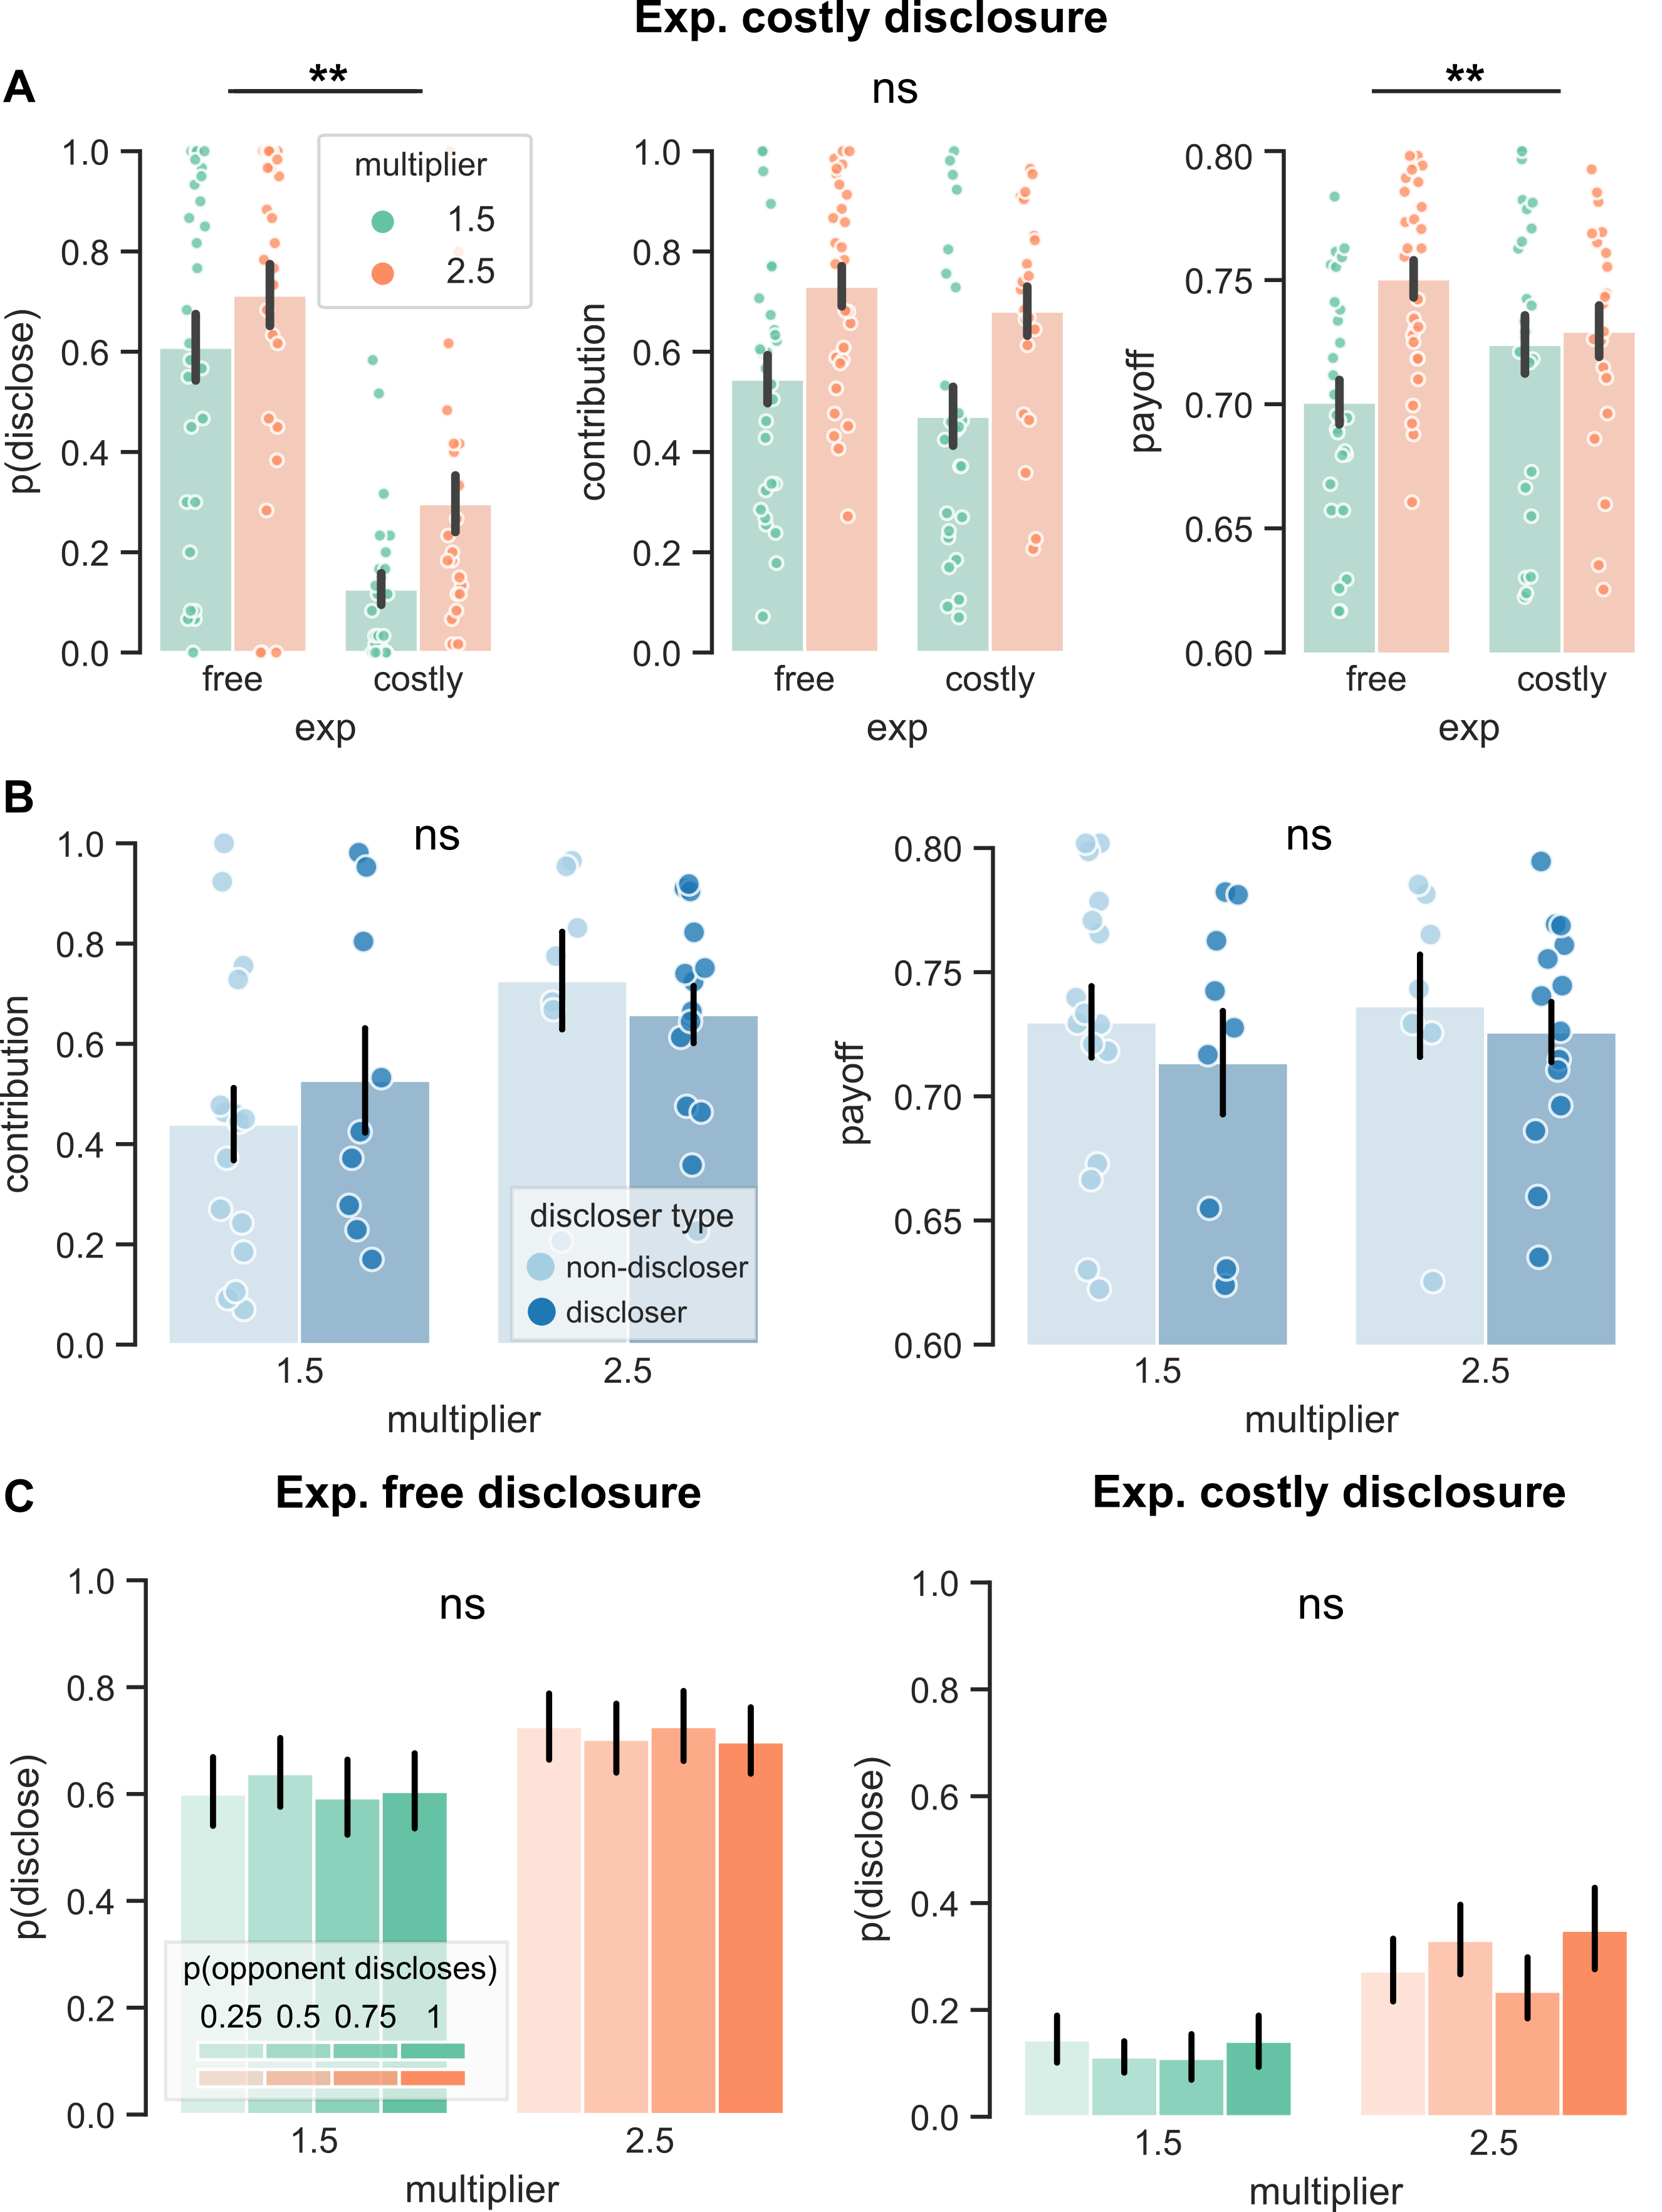 Exp. costly disclosure
A
**
ns
**
1.0
0.8
0.6
0.4
0.2
0.0
p(disclose)
multiplier
1.5
2.5
free costly
exp
1.0
0.8
0.6
0.4
0.2
0.0
contribution
free costly
exp
0.80
0.75
0.70
0.65
0.60
payoff
free costly
exp
B
ns
1.0
0.8
0.6
0.4
0.2
0.0
contribution
discloser type
non-discloser
discloser
1.5 2.5
multiplier
ns
0.80
0.75
0.70
0.65
0.60
payoff
1.5 2.5
multiplier
C
Exp. free disclosure
ns
1.0
0.8
0.6
0.4
0.2
0.0
p(disclose)
p(opponent discloses)
0.25 0.5 0.75 1
1.5 2.5
multiplier
Exp. costly disclosure
ns
1.0
0.8
0.6
0.4
0.2
0.0
p(disclose)
1.5 2.5
multiplier